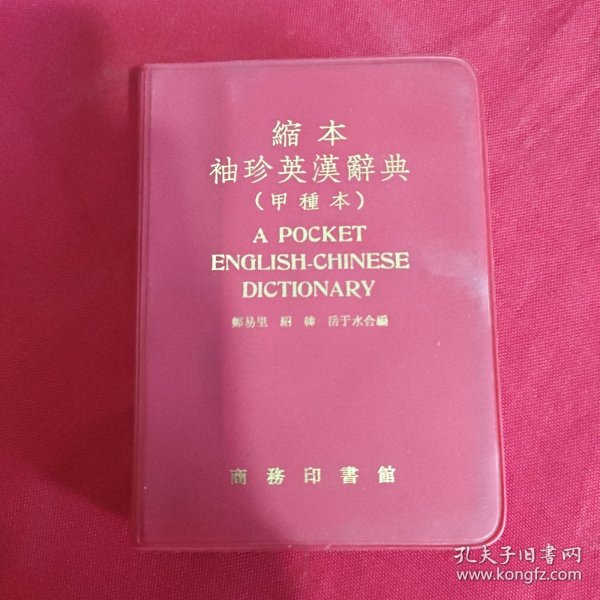 縮本
袖珍英漢辭典
(甲種本)
A POCKET
ENGLISH-CHINESE
DICTIONARY
鄭易里 紹韓 岳于水合編
商務印書館
孔夫子旧书网
www.kongfz.com